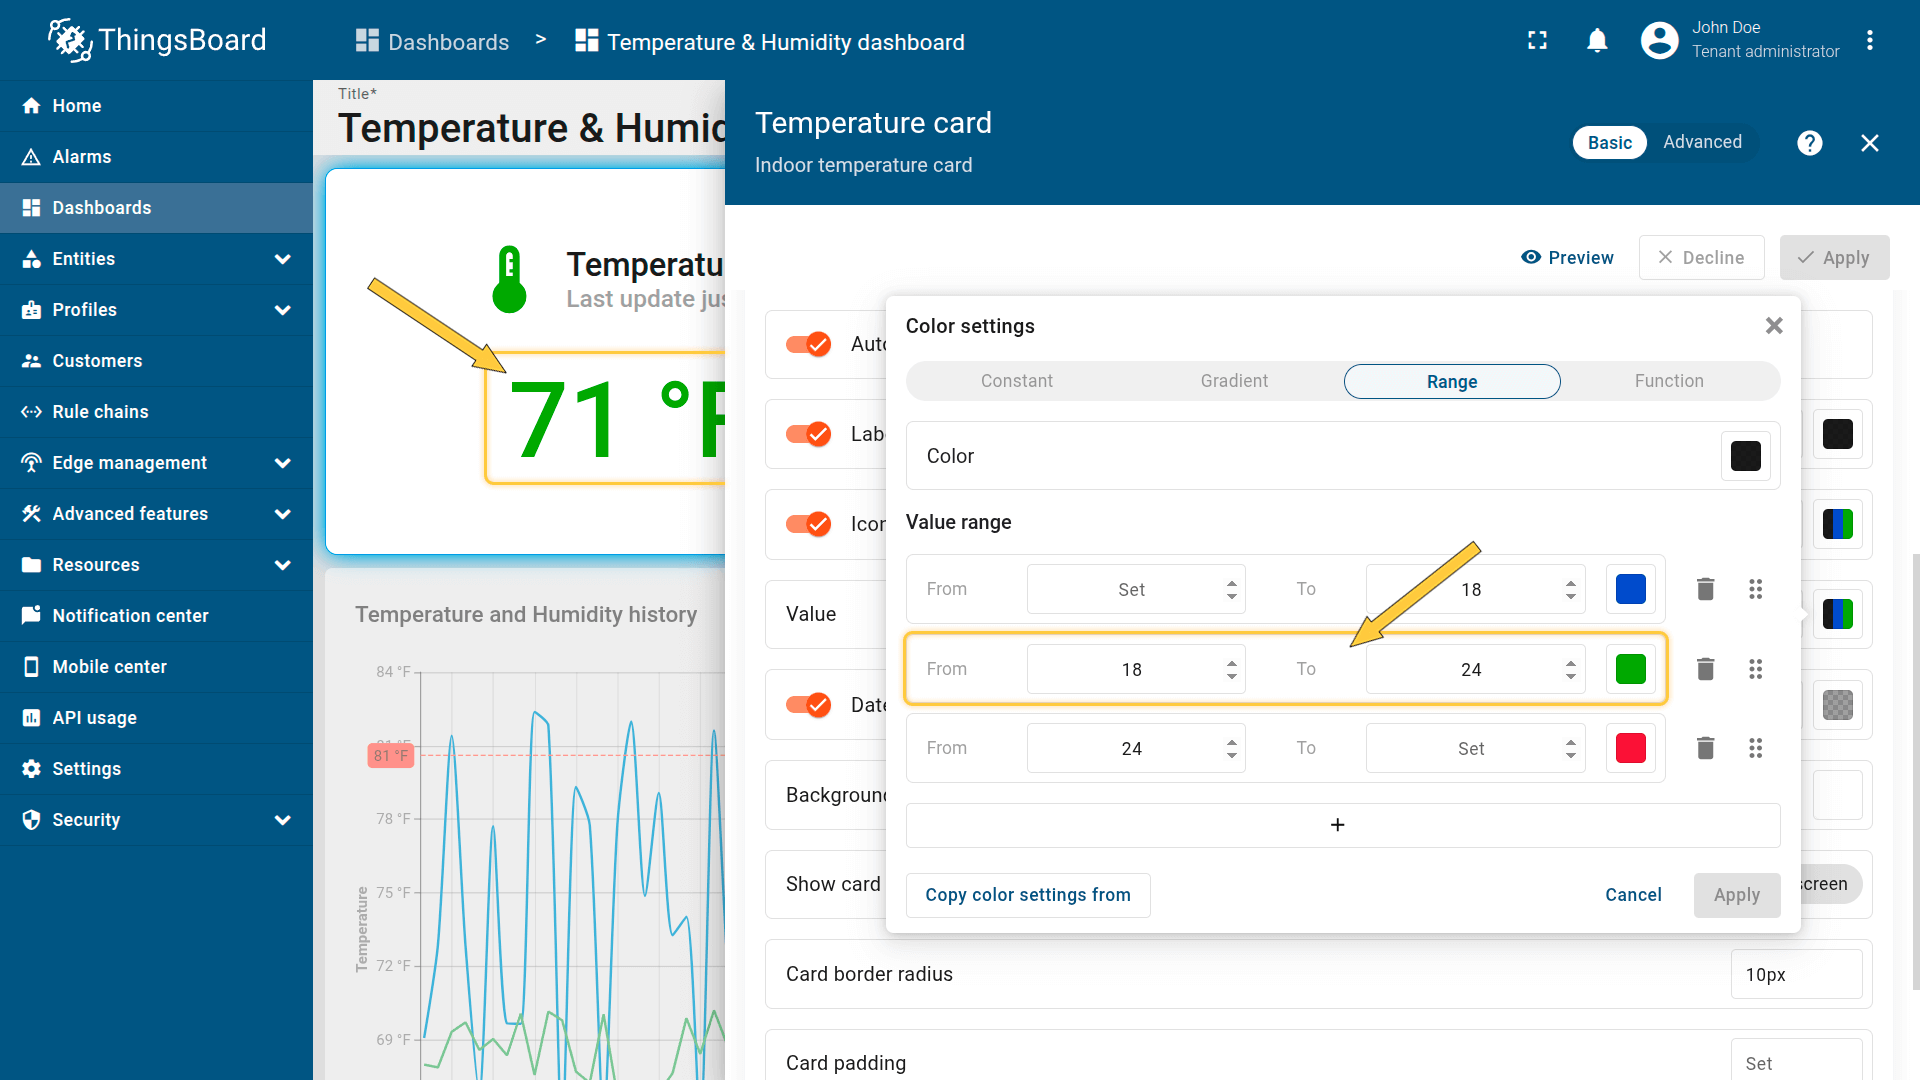 ThingsBoard
Dashboards > Temperature & Humidity dashboard
John Doe
Tenant administrator
Home
Alarms
Dashboards
Entities
Profiles
Customers
Rule chains
Edge management
Advanced features
Resources
Notification center
Mobile center
API usage
Settings
Security
Title*
Temperature & Humid
Temperatu
Last update jus
71 °F
Temperature and Humidity history
84 °F
81 °F
78 °F
75 °F
72 °F
69 °F
Temperature
Temperature card
Indoor temperature card
Basic Advanced
?
Preview Decline Apply
Auto
Labe
Icon
Value
Date
Background
Show card screen
Card border radius 10px
Card padding Set
Color settings
Constant Gradient Range Function
Color
Value range
From Set To 18
From 18 To 24
From 24 To Set
+
Copy color settings from Cancel Apply